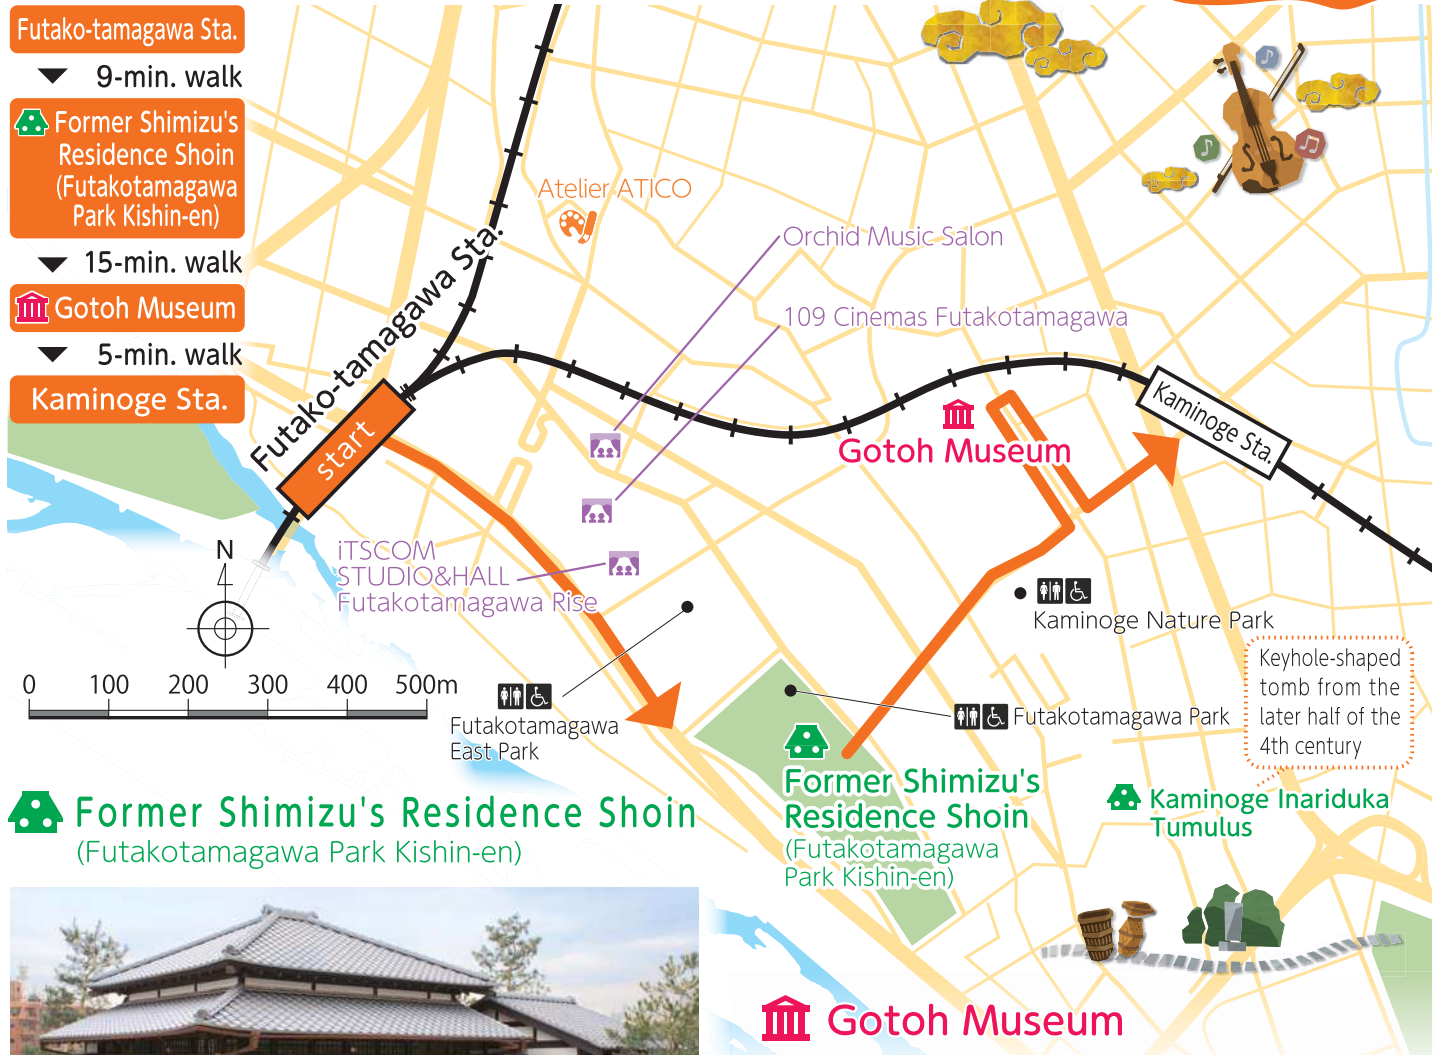 Futako-tamagawa Sta.
9-min. walk
Former Shimizu's
Residence Shoin
(Futakotamagawa
Park Kishin-en)
15-min. walk
Gotoh Museum
5-min. walk
Kaminoge Sta.
Futako-tamagawa Sta.
start
Atelier ATICO
Orchid Music Salon
109 Cinemas Futakotamagawa
Gotoh Museum
Kaminoge Sta.
iTSCOM
STUDIO&HALL
Futakotamagawa Rise
N
0 100 200 300 400 500m
Futakotamagawa
East Park
Kaminoge Nature Park
Futakotamagawa Park
Keyhole-shaped
tomb from the
later half of the
4th century
Former Shimizu's
Residence Shoin
(Futakotamagawa
Park Kishin-en)
Kaminoge Inariduka
Tumulus
Former Shimizu's Residence Shoin
(Futakotamagawa Park Kishin-en)
Gotoh Museum